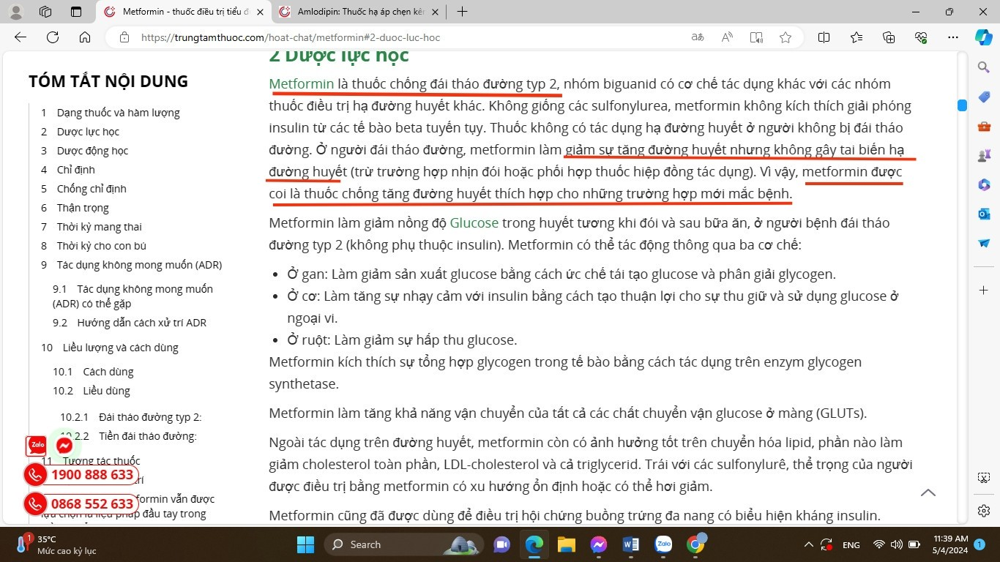 Metformin - thuốc điều trị tiểu đ
Amlodipin: Thuốc hạ áp chẹn kên
https://trungtamthuoc.com/hoat-chat/metformin#2-duoc-luc-hoc
TÓM TẮT NỘI DUNG
1 Dạng thuốc và hàm lượng
2 Dược lực học
3 Dược động học
4 Chỉ định
5 Chống chỉ định
6 Thận trọng
7 Thời kỳ mang thai
8 Thời kỳ cho con bú
9 Tác dụng không mong muốn (ADR)
9.1 Tác dụng không mong muốn
(ADR) có thể gặp
9.2 Hướng dẫn cách xử trí ADR
10 Liều lượng và cách dùng
10.1 Cách dùng
10.2 Liều dùng
10.2.1 Đái tháo đường typ 2:
10.2.2 Tiền đái tháo đường:
11 Tương tác thuốc
trí
formin vẫn được
lựa chọn là liệu pháp đầu tay trong
Zalo
1900 888 633
0868 552 633
2 Dược lực học
Metformin là thuốc chống đái tháo đường typ 2, nhóm biguanid có cơ chế tác dụng khác với các nhóm
thuốc điều trị hạ đường huyết khác. Không giống các sulfonylurea, metformin không kích thích giải phóng
insulin từ các tế bào beta tuyến tụy. Thuốc không có tác dụng hạ đường huyết ở người không bị đái tháo
đường. Ở người đái tháo đường, metformin làm giảm sự tăng đường huyết nhưng không gây tai biến hạ
đường huyết (trừ trường hợp nhịn đói hoặc phối hợp thuốc hiệp đồng tác dụng). Vì vậy, metformin được
coi là thuốc chống tăng đường huyết thích hợp cho những trường hợp mới mắc bệnh.
Metformin làm giảm nồng độ Glucose trong huyết tương khi đói và sau bữa ăn, ở người bệnh đái tháo
đường typ 2 (không phụ thuộc insulin). Metformin có thể tác động thông qua ba cơ chế:
• Ở gan: Làm giảm sản xuất glucose bằng cách ức chế tái tạo glucose và phân giải glycogen.
• Ở cơ: Làm tăng sự nhạy cảm với insulin bằng cách tạo thuận lợi cho sự thu giữ và sử dụng glucose ở
ngoại vi.
• Ở ruột: Làm giảm sự hấp thu glucose.
Metformin kích thích sự tổng hợp glycogen trong tế bào bằng cách tác dụng trên enzym glycogen
synthetase.
Metformin làm tăng khả năng vận chuyển của tất cả các chất chuyển vận glucose ở màng (GLUTs).
Ngoài tác dụng trên đường huyết, metformin còn có ảnh hưởng tốt trên chuyển hóa lipid, phần nào làm
giảm cholesterol toàn phần, LDL-cholesterol và cả triglycerid. Trái với các sulfonylurê, thể trọng của người
được điều trị bằng metformin có xu hướng ổn định hoặc có thể hơi giảm.
Metformin cũng đã được dùng để điều trị hội chứng buồng trứng đa nang có biểu hiện kháng insulin.
1
35°C
Mức cao kỷ lục
Search
Zalo
ENG
11:39 AM
5/4/2024
1